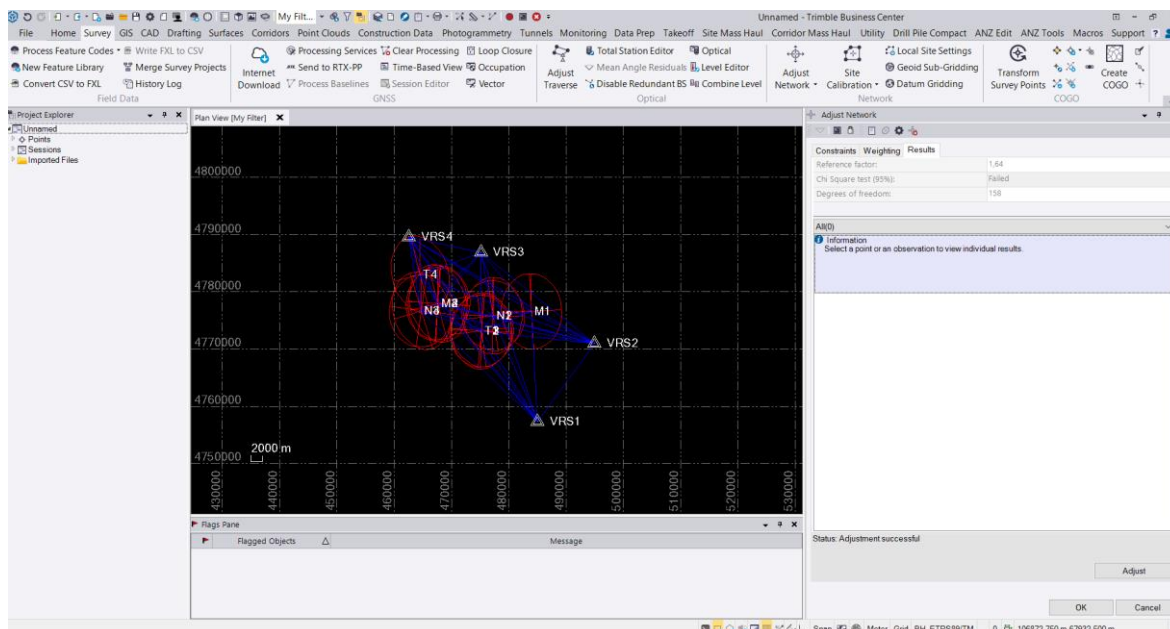 My Filt...
Unnamed - Trimble Business Center
File Home Survey GIS CAD Drafting Surfaces Corridors Point Clouds Construction Data Photogrammetry Tunnels Monitoring Data Prep Takeoff Site Mass Haul Corridor Mass Haul Utility Drill Pile Compact ANZ Edit ANZ Tools Macros Support
Process Feature Codes Write FXL to CSV
New Feature Library Merge Survey Projects
Convert CSV to FXL History Log
Field Data
Internet Download
Processing Services Clear Processing Loop Closure
Send to RTX-PP Time-Based View Occupation
Process Baselines Session Editor Vector
GNSS
Adjust Traverse
Total Station Editor Optical
Mean Angle Residuals Level Editor
Disable Redundant BS Combine Level
Optical
Adjust Network
Site Calibration
Local Site Settings
Geoid Sub-Gridding
Datum Gridding
Network
Transform Survey Points
Create COGO
COGO
Project Explorer
Unnamed
Points
Sessions
Imported Files
Plan View [My Filter]
4800000
4790000
4780000
4770000
4760000
4750000
VRS4
VRS3
T4
M1
VRS2
VRS1
2000 m
430000
440000
450000
460000
470000
480000
490000
500000
510000
520000
530000
Flags Pane
Flagged Objects Message
Adjust Network
Constraints Weighting Results
Reference factor: 1,64
Chi Square test (95%): Failed
Degrees of freedom: 158
All(0)
Information
Select a point or an observation to view individual results.
Status: Adjustment successful
Adjust
OK Cancel